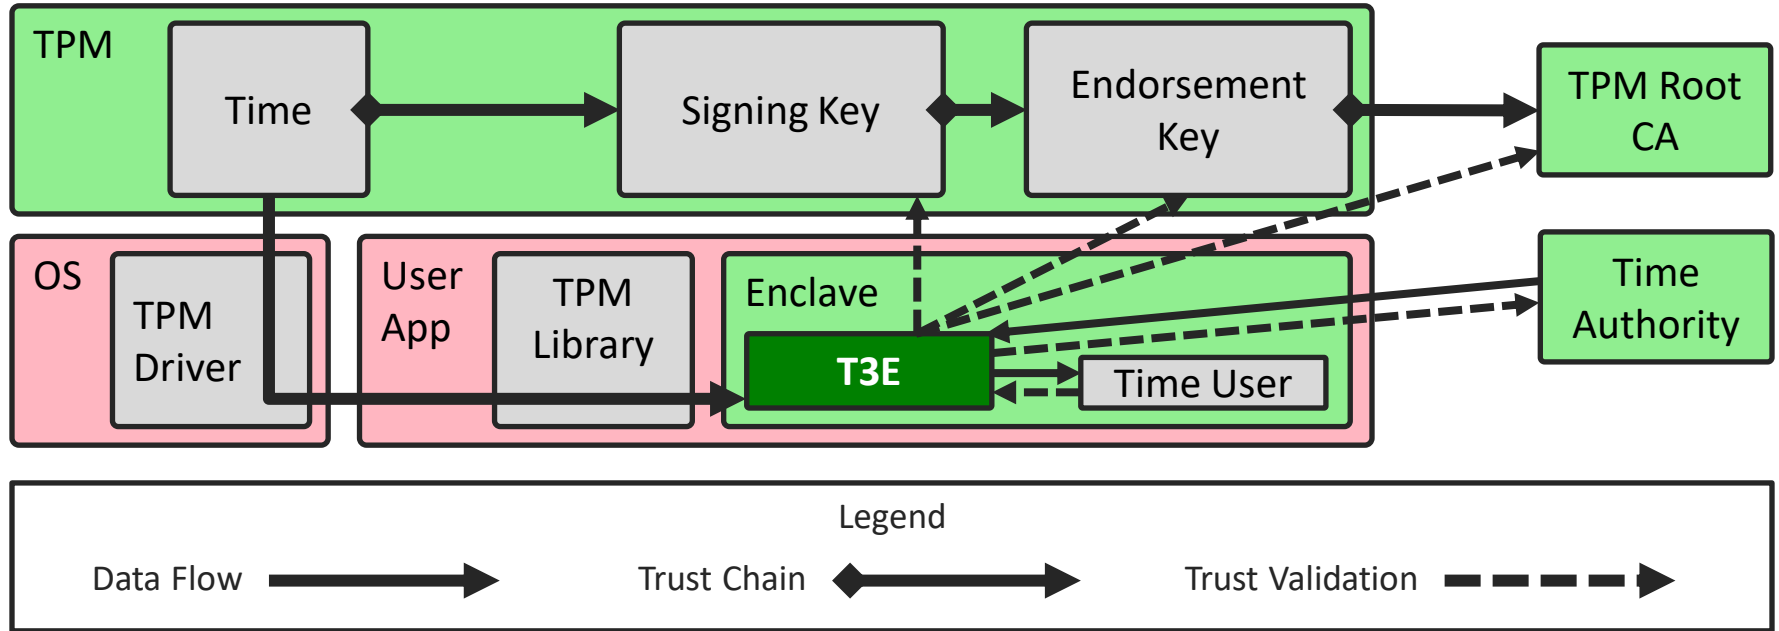 TPM
Time
Signing Key
Endorsement
Key
TPM Root
CA
OS
TPM
Driver
User
App
TPM
Library
Enclave
T3E
Time User
Time
Authority
Legend
Data Flow
Trust Chain
Trust Validation